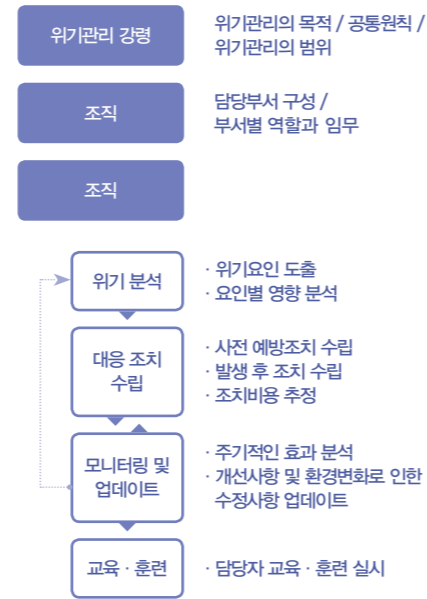 위기관리 강령
위기관리의 목적 / 공통원칙 /
위기관리의 범위
조직
담당부서 구성 /
부서별 역할과 임무
조직
위기 분석
· 위기요인 도출
· 요인별 영향 분석
대응 조치
수립
· 사전 예방조치 수립
· 발생 후 조치 수립
· 조치비용 추정
모니터링 및
업데이트
· 주기적인 효과 분석
· 개선사항 및 환경변화로 인한
수정사항 업데이트
교육 · 훈련
· 담당자 교육 · 훈련 실시